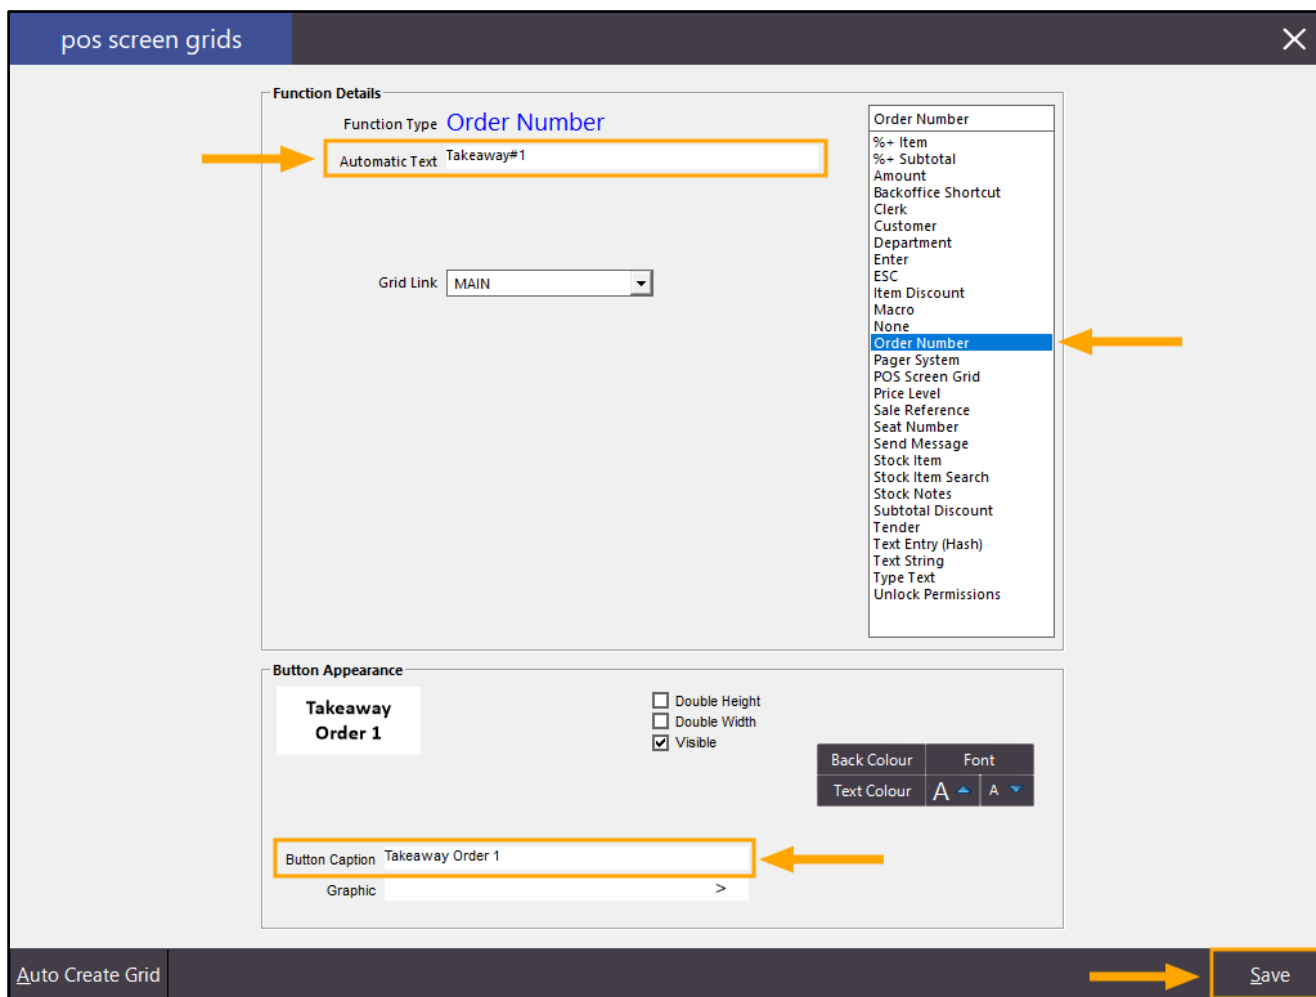 pos screen grids
Function Details
Function Type Order Number
Automatic Text Takeaway#1
Grid Link MAIN
Order Number
%+ Item
%+ Subtotal
Amount
Backoffice Shortcut
Clerk
Customer
Department
Enter
ESC
Item Discount
Macro
None
Order Number
Pager System
POS Screen Grid
Price Level
Sale Reference
Seat Number
Send Message
Stock Item
Stock Item Search
Stock Notes
Subtotal Discount
Tender
Text Entry (Hash)
Text String
Type Text
Unlock Permissions
Button Appearance
Takeaway
Order 1
Double Height
Double Width
Visible
Back Colour Font
Text Colour A A
Button Caption Takeaway Order 1
Graphic >
Auto Create Grid
Save